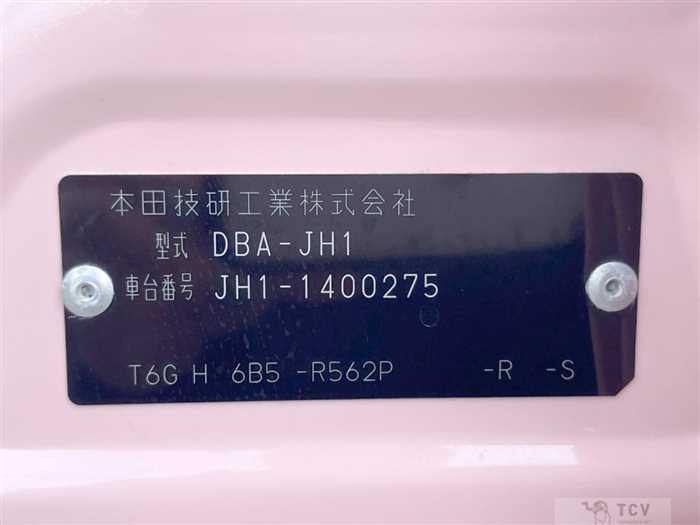 本田技研工業株式会社
型式 DBA-JH1
車台番号 JH1-1400275
T6G H 6B5 -R562P -R -S
TCV